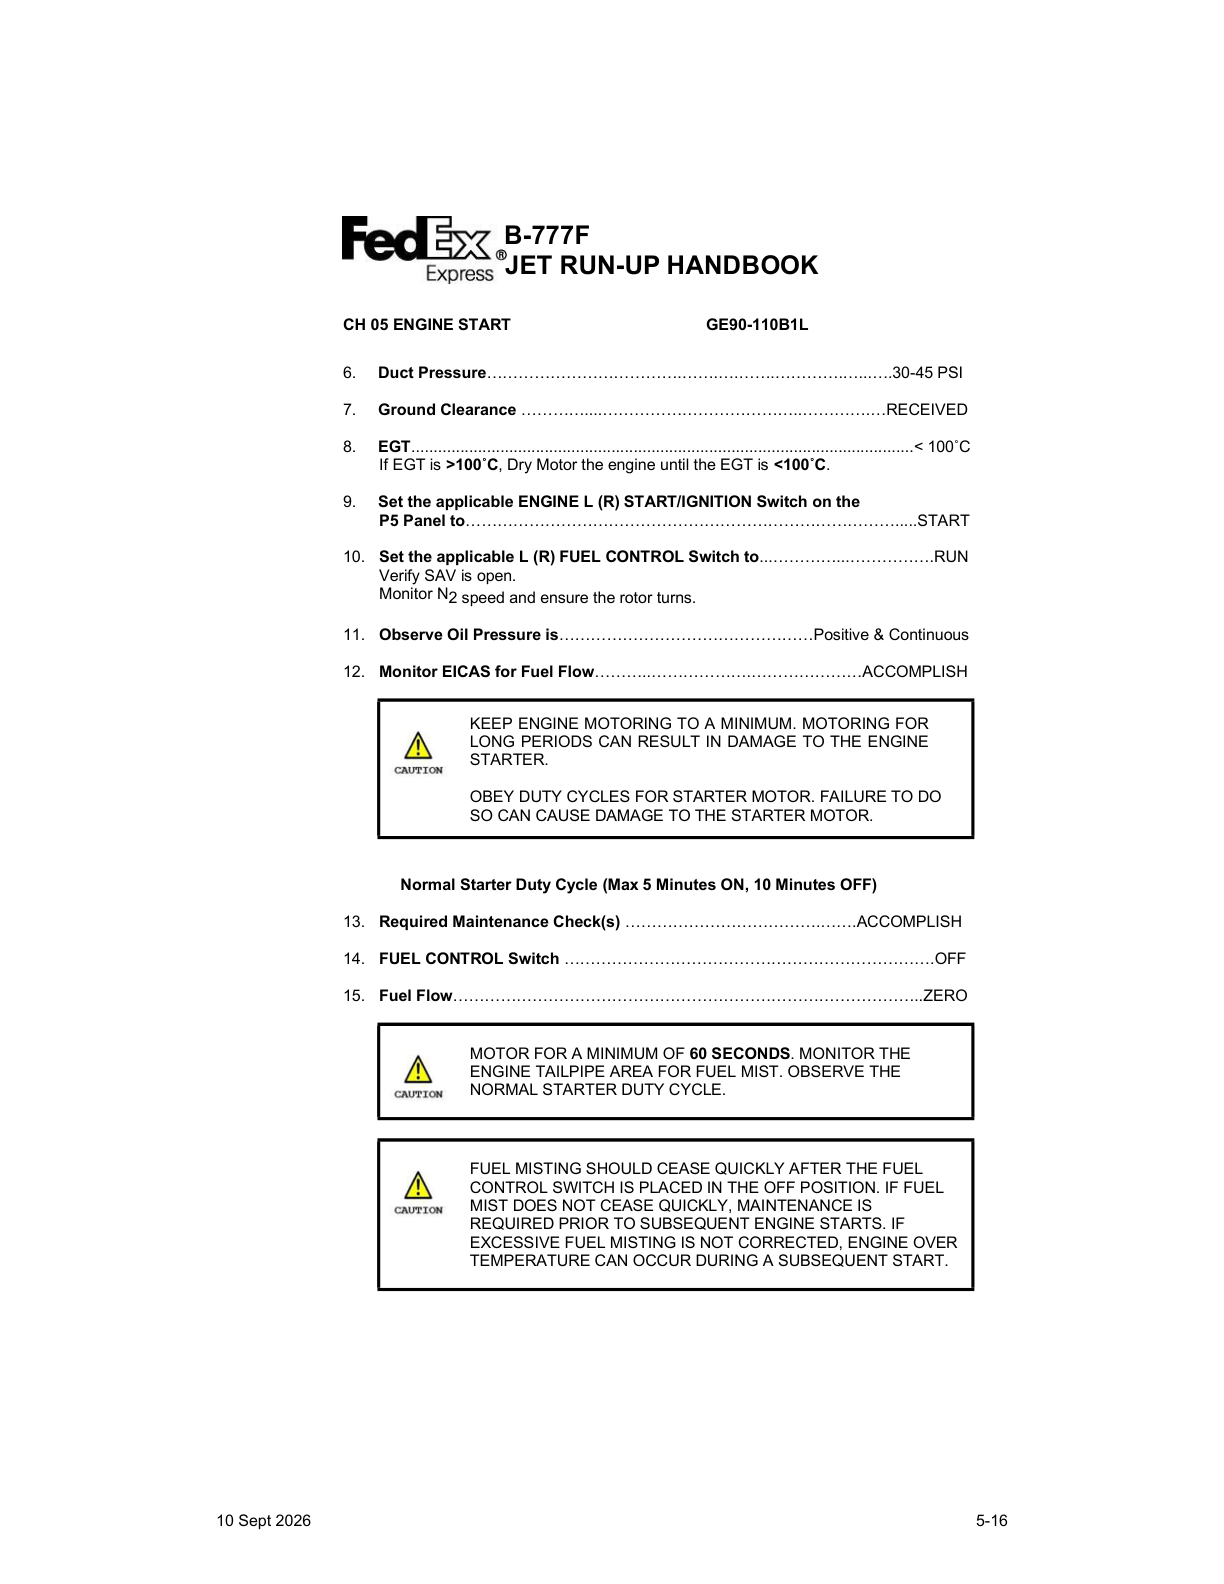 FedEx® B-777F
Express JET RUN-UP HANDBOOK
CH 05 ENGINE START GE90-110B1L
6. Duct Pressure…………………….………….…….….…….………….…..…..30-45 PSI
7. Ground Clearance ……….…....….………….…………………..………….…RECEIVED
8. EGT.................................................................................................................< 100˚C
If EGT is >100˚C, Dry Motor the engine until the EGT is <100˚C.
9. Set the applicable ENGINE L (R) START/IGNITION Switch on the
P5 Panel to……………………………………………………………………….....START
10. Set the applicable L (R) FUEL CONTROL Switch to...…………...…………….RUN
Verify SAV is open.
Monitor N2 speed and ensure the rotor turns.
11. Observe Oil Pressure is…………………………………………Positive & Continuous
12. Monitor EICAS for Fuel Flow………..……………….…………………ACCOMPLISH
CAUTION
KEEP ENGINE MOTORING TO A MINIMUM. MOTORING FOR
LONG PERIODS CAN RESULT IN DAMAGE TO THE ENGINE
STARTER.
OBEY DUTY CYCLES FOR STARTER MOTOR. FAILURE TO DO
SO CAN CAUSE DAMAGE TO THE STARTER MOTOR.
Normal Starter Duty Cycle (Max 5 Minutes ON, 10 Minutes OFF)
13. Required Maintenance Check(s) ……………………………….…….ACCOMPLISH
14. FUEL CONTROL Switch …………………………………………………………….OFF
15. Fuel Flow……………………………………………………………………………..ZERO
CAUTION
MOTOR FOR A MINIMUM OF 60 SECONDS. MONITOR THE
ENGINE TAILPIPE AREA FOR FUEL MIST. OBSERVE THE
NORMAL STARTER DUTY CYCLE.
CAUTION
FUEL MISTING SHOULD CEASE QUICKLY AFTER THE FUEL
CONTROL SWITCH IS PLACED IN THE OFF POSITION. IF FUEL
MIST DOES NOT CEASE QUICKLY, MAINTENANCE IS
REQUIRED PRIOR TO SUBSEQUENT ENGINE STARTS. IF
EXCESSIVE FUEL MISTING IS NOT CORRECTED, ENGINE OVER
TEMPERATURE CAN OCCUR DURING A SUBSEQUENT START.
10 Sept 2026 5-16